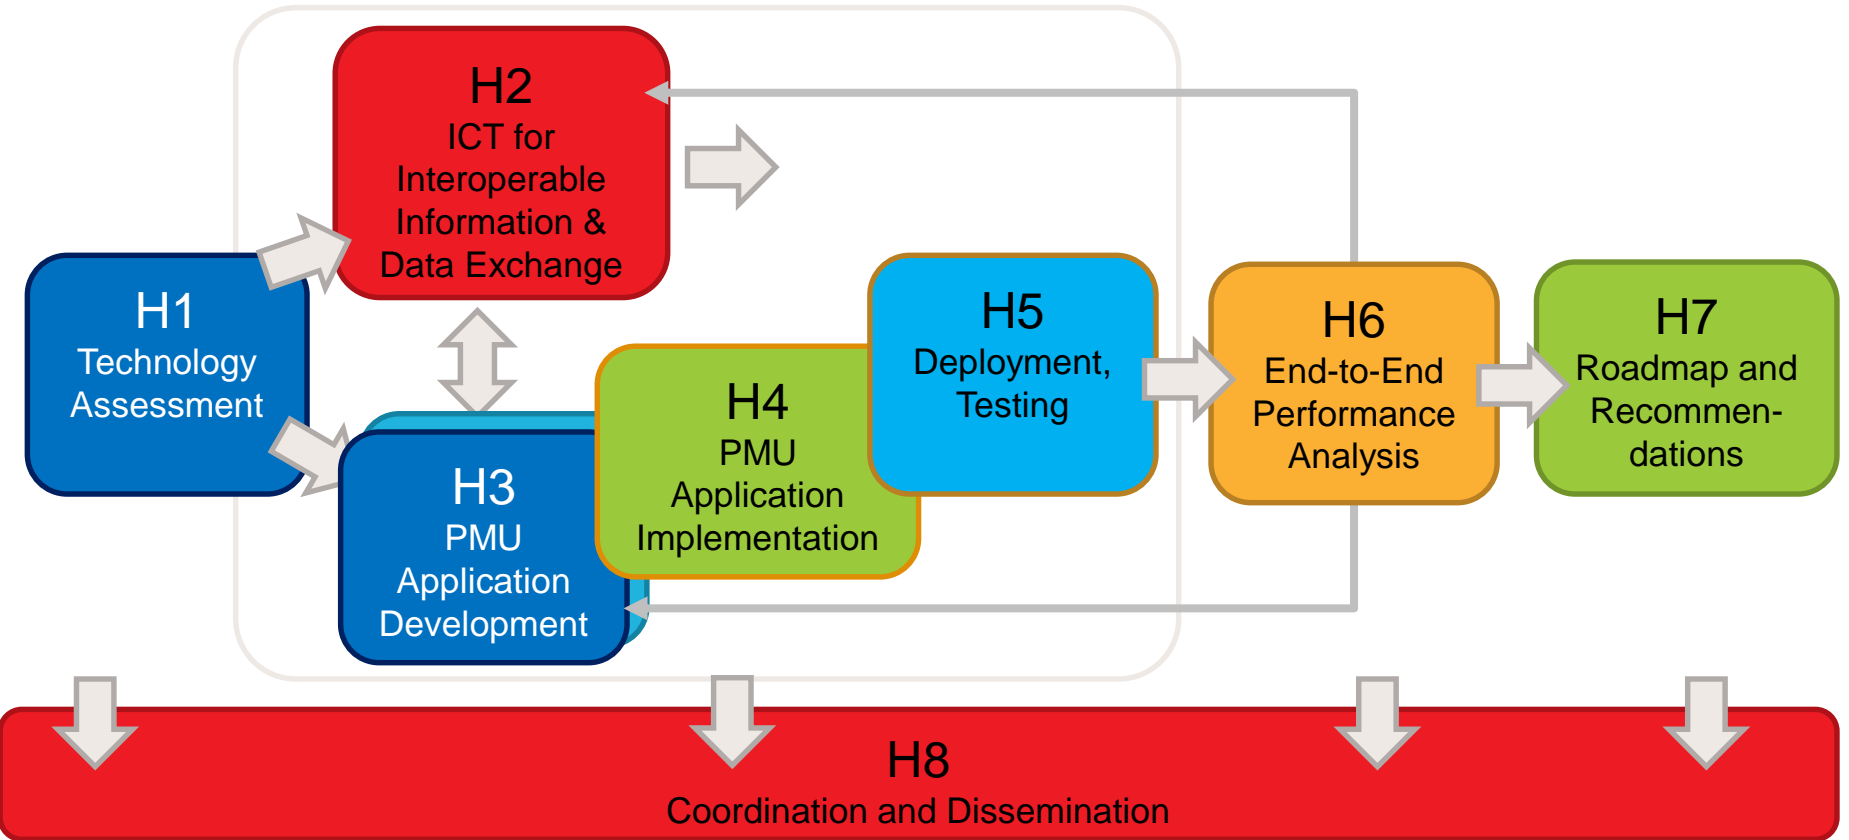 H1
Technology
Assessment
H2
ICT for
Interoperable
Information &
Data Exchange
H3
PMU
Application
Development
H4
PMU
Application
Implementation
H5
Deployment,
Testing
H6
End-to-End
Performance
Analysis
H7
Roadmap and
Recommen-
dations
H8
Coordination and Dissemination